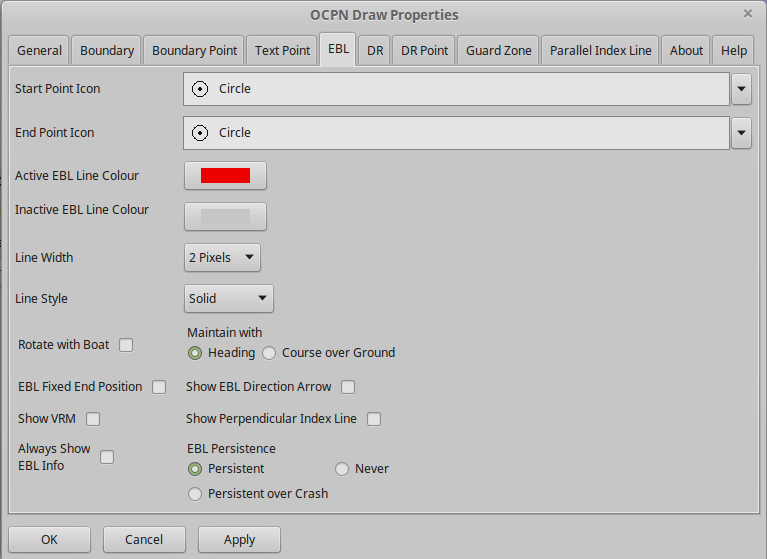 OCPN Draw Properties
General Boundary Boundary Point Text Point EBL DR DR Point Guard Zone Parallel Index Line About Help
Start Point Icon Circle
End Point Icon Circle
Active EBL Line Colour
Inactive EBL Line Colour
Line Width 2 Pixels
Line Style Solid
Maintain with
Rotate with Boat Heading Course over Ground
EBL Fixed End Position Show EBL Direction Arrow
Show VRM Show Perpendicular Index Line
Always Show
EBL Info
EBL Persistence
Persistent Never
Persistent over Crash
OK Cancel Apply